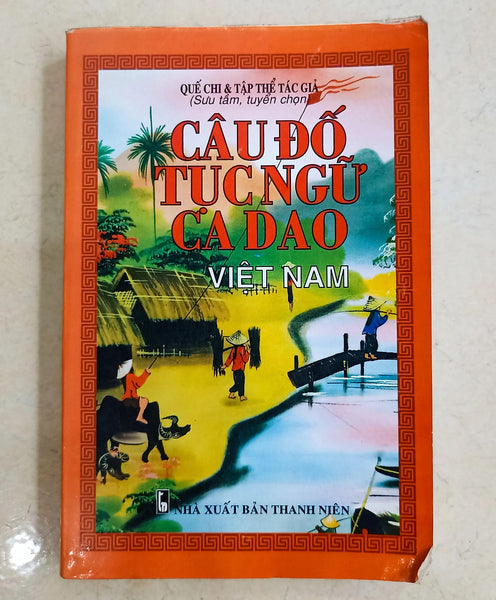 QUẾ CHI & TẬP THỂ TÁC GIẢ
(Sưu tầm, tuyển chọn)
CÂU ĐỐ
TỤC NGỮ
CA DAO
VIỆT NAM
NHÀ XUẤT BẢN THANH NIÊN